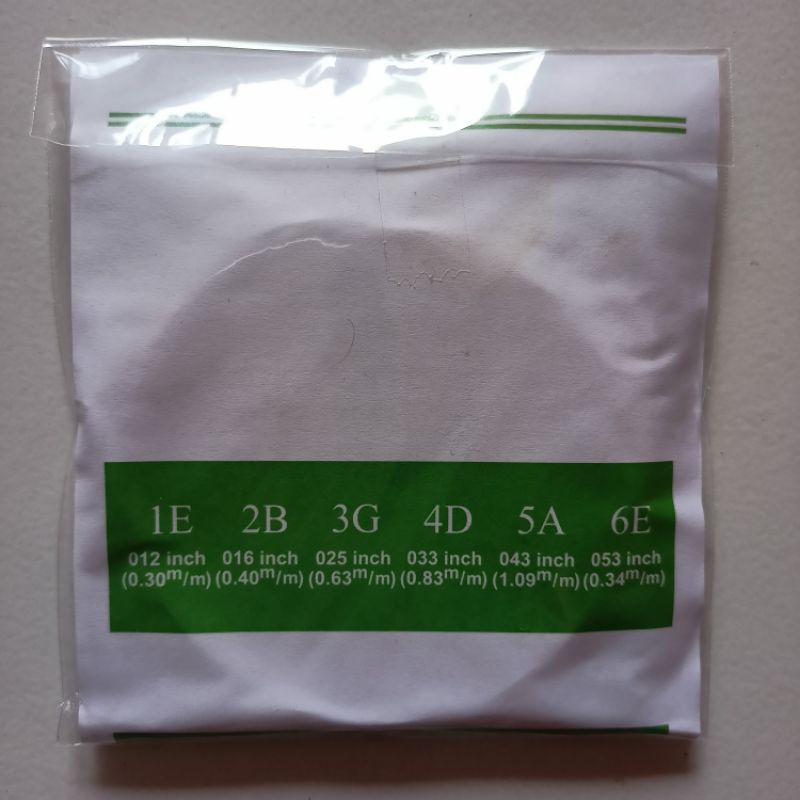 1E 2B 3G 4D 5A 6E
012 inch 016 inch 025 inch 033 inch 043 inch 053 inch
(0.30m/m) (0.40m/m) (0.63m/m) (0.83m/m) (1.09m/m) (0.34m/m)